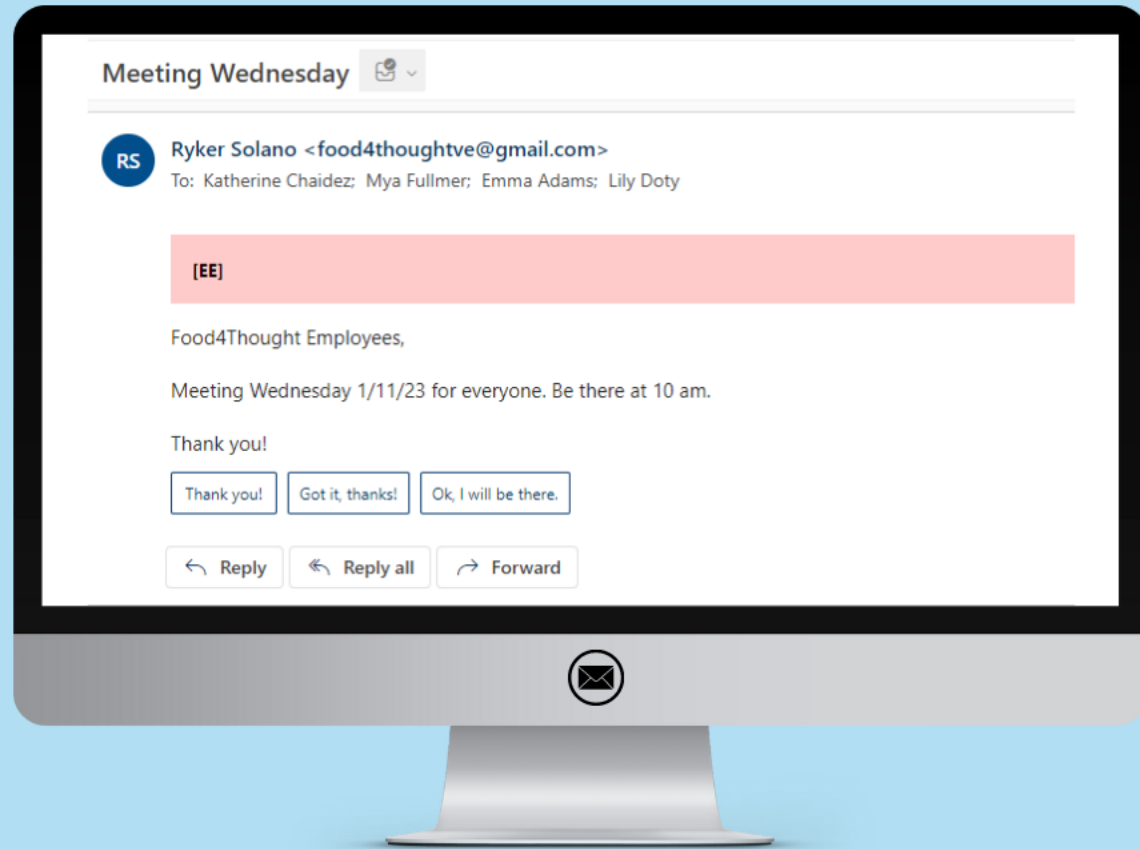 Meeting Wednesday
RS
Ryker Solano <food4thoughtve@gmail.com>
To: Katherine Chaidez; Mya Fullmer; Emma Adams; Lily Doty
[EE]
Food4Thought Employees,
Meeting Wednesday 1/11/23 for everyone. Be there at 10 am.
Thank you!
Thank you! Got it, thanks! Ok, I will be there.
Reply Reply all Forward